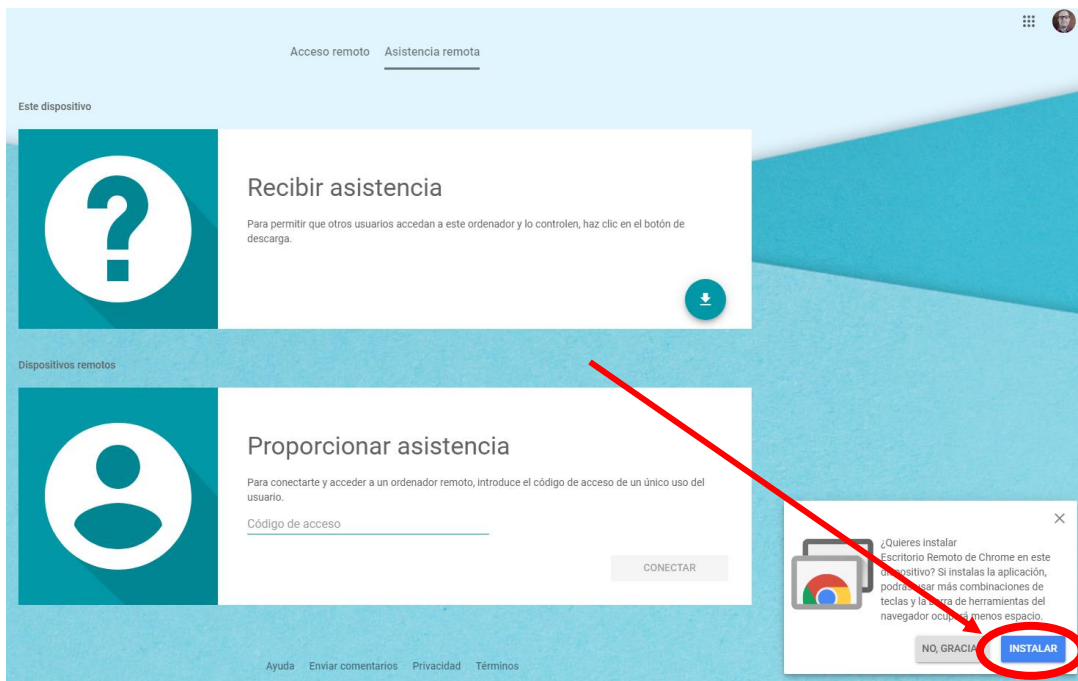 Acceso remoto Asistencia remota
Este dispositivo
Recibir asistencia
Para permitir que otros usuarios accedan a este ordenador y lo controlen, haz clic en el botón de
descarga.
Dispositivos remotos
Proporcionar asistencia
Para conectarte y acceder a un ordenador remoto, introduce el código de acceso de un único uso del
usuario.
Código de acceso
CONECTAR
¿Quieres instalar
Escritorio Remoto de Chrome en este
dispositivo? Si instalas la aplicación,
podrás usar más combinaciones de
teclas y la barra de herramientas del
navegador ocupará menos espacio.
NO, GRACIAS INSTALAR
Ayuda Enviar comentarios Privacidad Términos